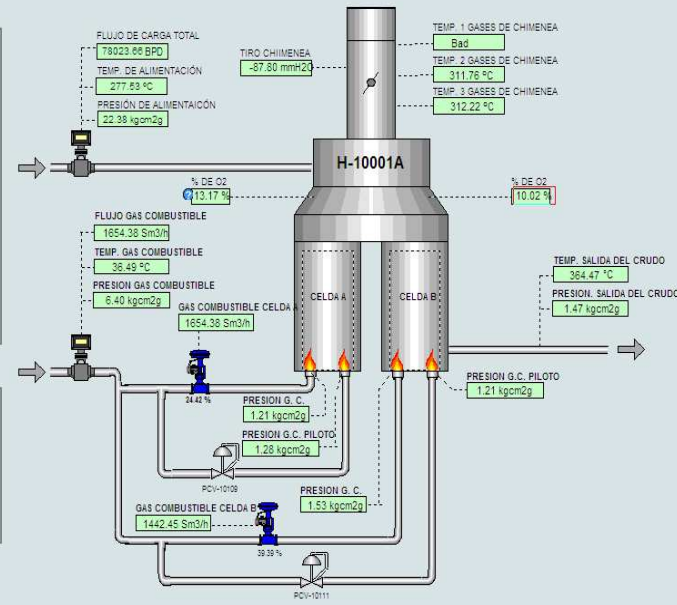 FLUJO DE CARGA TOTAL
78023.66 BPD
TEMP. DE ALIMENTACIÓN
277.53 ºC
PRESIÓN DE ALIMENTAICÓN
22.38 kgcm2g
TIRO CHIIMENEA
-87.80 mmH2O
TEMP. 1 GASES DE CHIMENEA
Bad
TEMP. 2 GASES DE CHIMENEA
311.76 ºC
TEMP. 3 GASES DE CHIMENEA
312.22 ºC
H-10001A
% DE O2
13.17 %
% DE O2
10.02 %
FLUJO GAS COMBUSTIBLE
1654.38 Sm3/h
TEMP. GAS COMBUSTIBLE
36.49 ºC
PRESION GAS COMBUSTIBLE
6.40 kgcm2g
GAS COMBUSTIBLE CELDA A
1654.38 Sm3/h
24.42 %
CELDA A
CELDA B
TEMP. SALIDA DEL CRUDO
364.47 ºC
PRESION. SALIDA DEL CRUDO
1.47 kgcm2g
PRESION G.C. PILOTO
1.21 kgcm2g
PRESION G. C.
1.21 kgcm2g
PRESION G.C. PILOTO
1.28 kgcm2g
PCV-10109
PRESION G. C.
1.53 kgcm2g
GAS COMBUSTIBLE CELDA B
1442.45 Sm3/h
39.39 %
PCV-10111